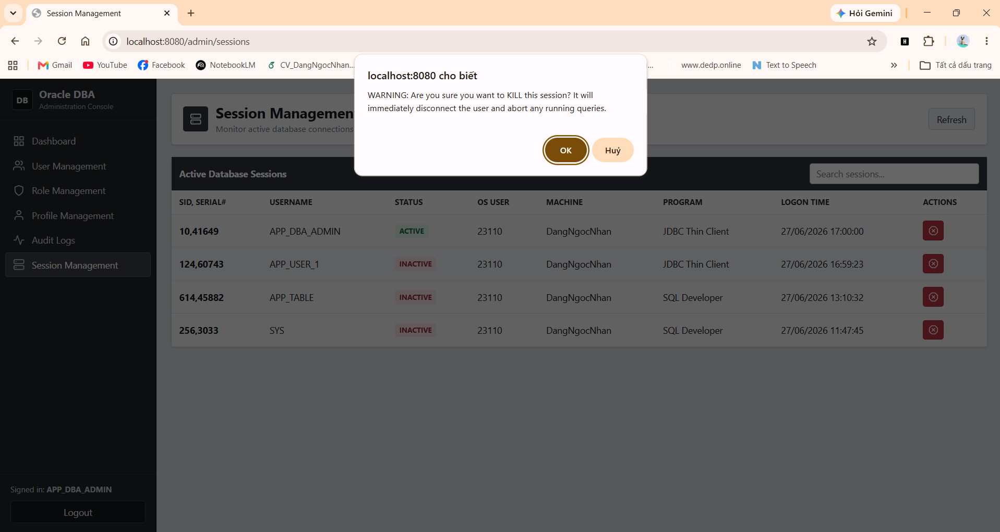 Session Management
Hỏi Gemini
localhost:8080/admin/sessions
Gmail
YouTube
Facebook
NotebookLM
CV_DangNgocNhan...
...
www.dedp.online
Text to Speech
Tất cả dấu trang
localhost:8080 cho biết
WARNING: Are you sure you want to KILL this session? It will
immediately disconnect the user and abort any running queries.
OK
Huỷ
DB
Oracle DBA
Administration Console
Dashboard
User Management
Role Management
Profile Management
Audit Logs
Session Management
Signed in: APP_DBA_ADMIN
Logout
Session Managemen
Monitor active database connections
Refresh
Active Database Sessions
Search sessions...
SID, SERIAL# USERNAME STATUS OS USER MACHINE PROGRAM LOGON TIME ACTIONS
10,41649 APP_DBA_ADMIN ACTIVE 23110 DangNgocNhan JDBC Thin Client 27/06/2026 17:00:00
124,60743 APP_USER_1 INACTIVE 23110 DangNgocNhan JDBC Thin Client 27/06/2026 16:59:23
614,45882 APP_TABLE INACTIVE 23110 DangNgocNhan SQL Developer 27/06/2026 13:10:32
256,3033 SYS INACTIVE 23110 DangNgocNhan SQL Developer 27/06/2026 11:47:45